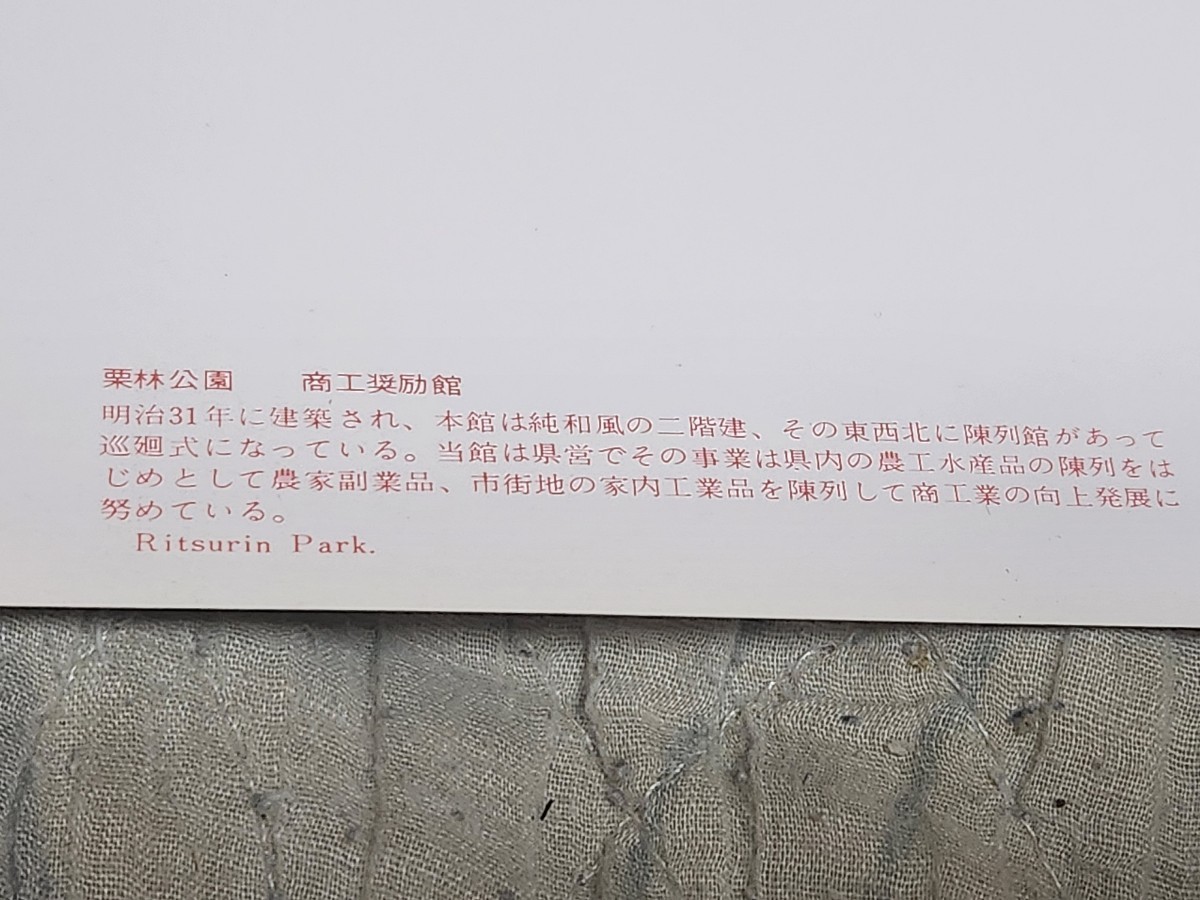 栗林公園　　商工奨励館
明治31年に建築され、本館は純和風の二階建、その東西北に陳列館があって
巡廻式になっている。当館は県営でその事業は県内の農工水産品の陳列をは
じめとして農家副業品、市街地の家内工業品を陳列して商工業の向上発展に
努めている。
Ritsurin Park.